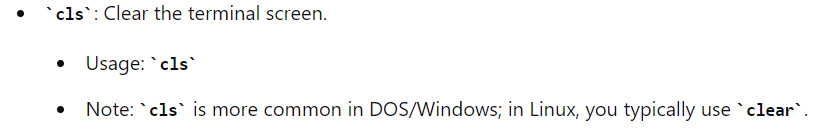 • `cls`: Clear the terminal screen.
• Usage: `cls`
• Note: `cls` is more common in DOS/Windows; in Linux, you typically use `clear`.